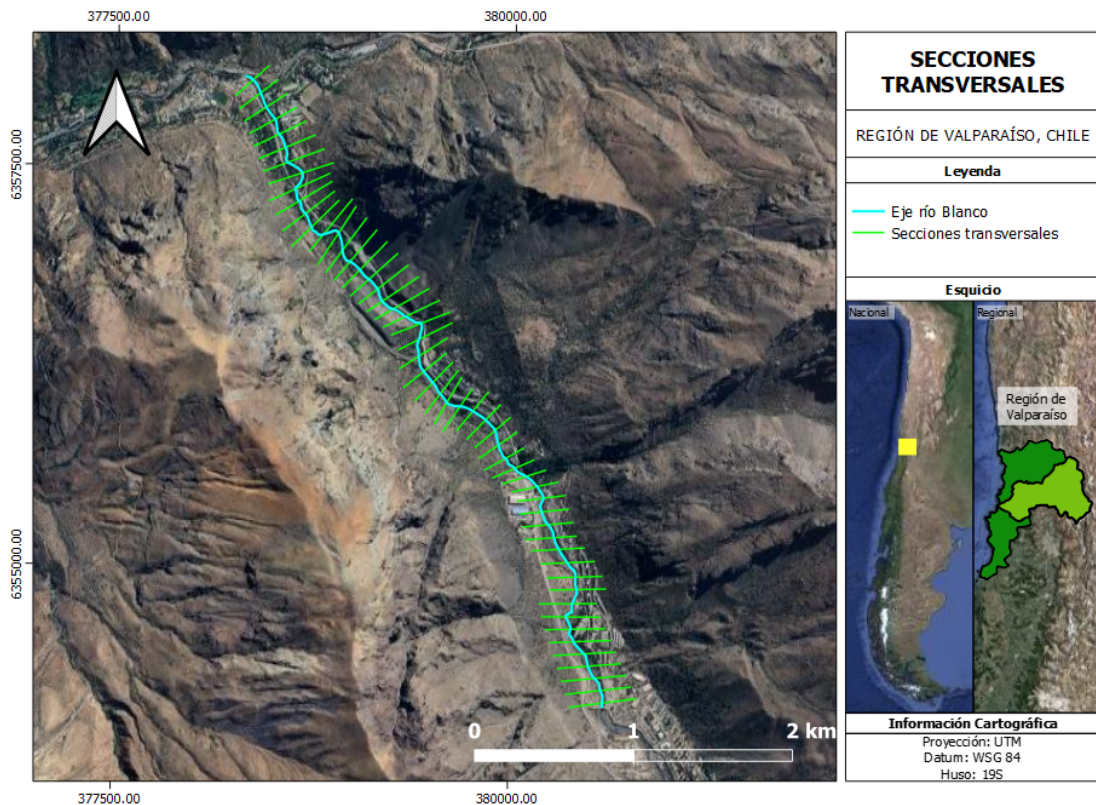 377500.00
380000.00
6357500.00
6355000.00
0
1
2 km
377500.00
380000.00
SECCIONES
TRANSVERSALES
REGIÓN DE VALPARAÍSO, CHILE
Leyenda
Eje río Blanco
Secciones transversales
Esquicio
Nacional
Regional
Región de
Valparaíso
Información Cartográfica
Proyección: UTM
Datum: WSG 84
Huso: 19S